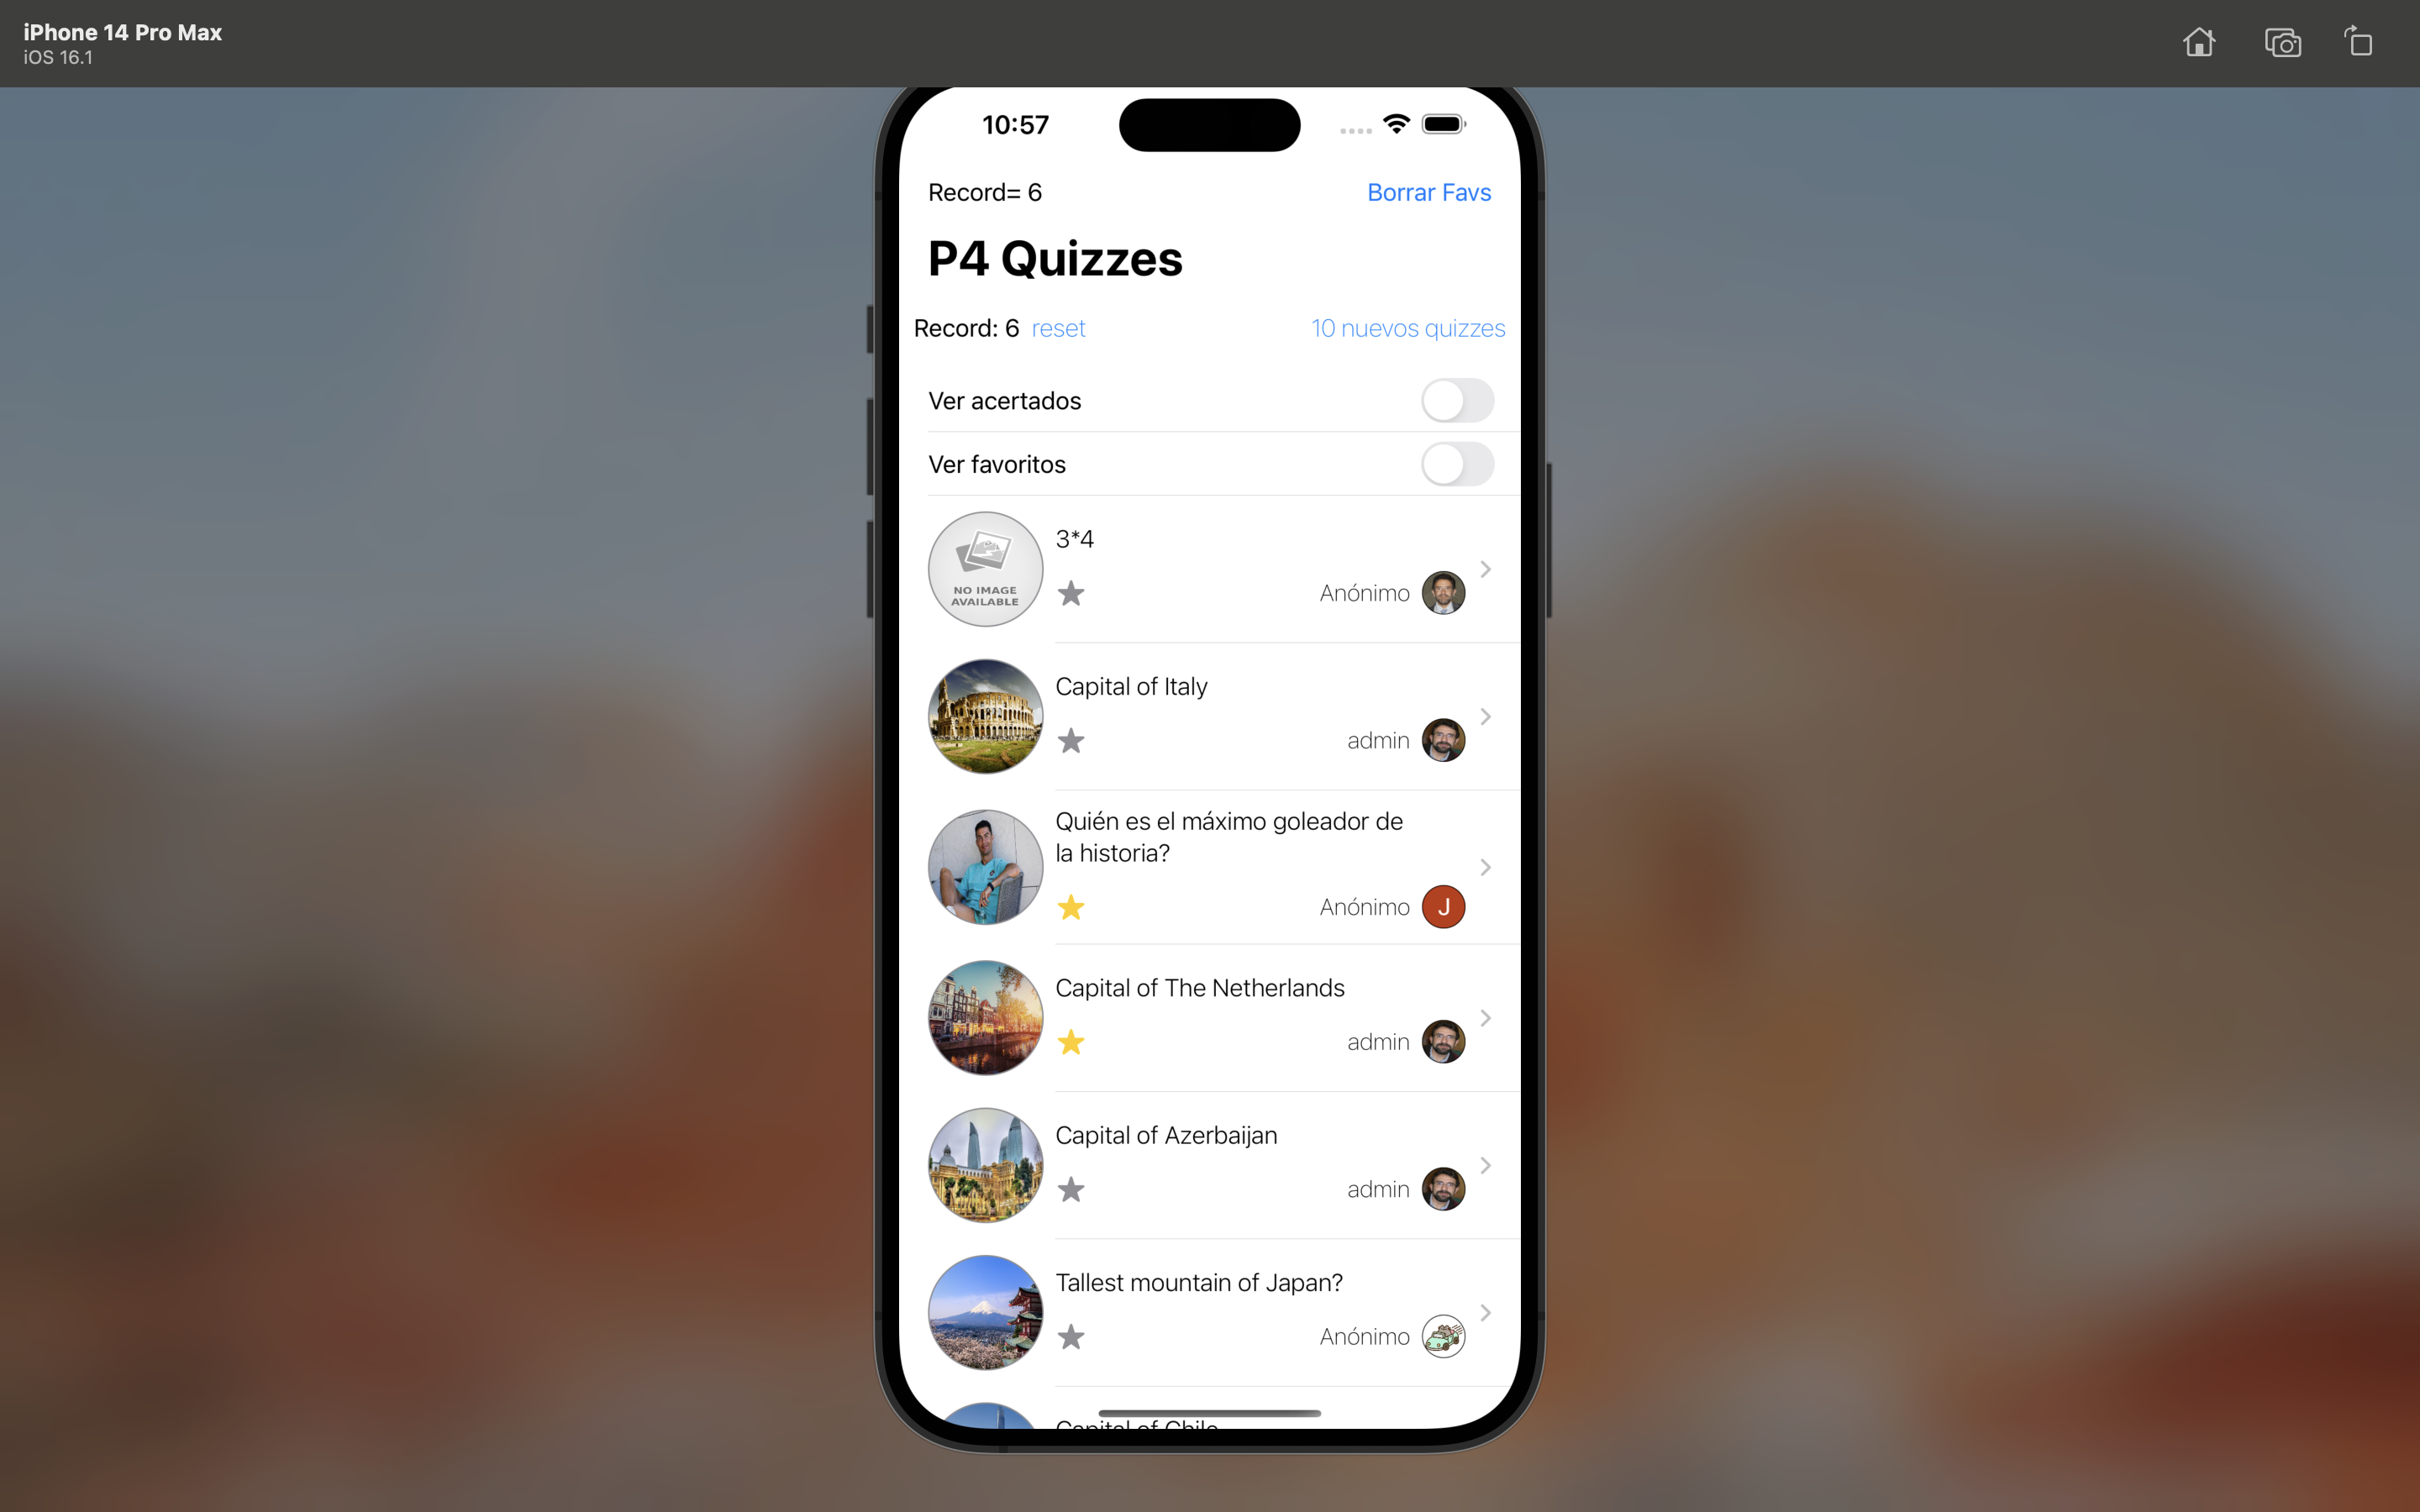 iPhone 14 Pro Max
iOS 16.1
10:57
Record= 6
Borrar Favs
P4 Quizzes
Record: 6 reset
10 nuevos quizzes
Ver acertados
Ver favoritos
3*4
NO IMAGE
AVAILABLE
Anónimo
Capital of Italy
admin
Quién es el máximo goleador de
la historia?
Anónimo
J
Capital of The Netherlands
admin
Capital of Azerbaijan
admin
Tallest mountain of Japan?
Anónimo
Capital of Chile